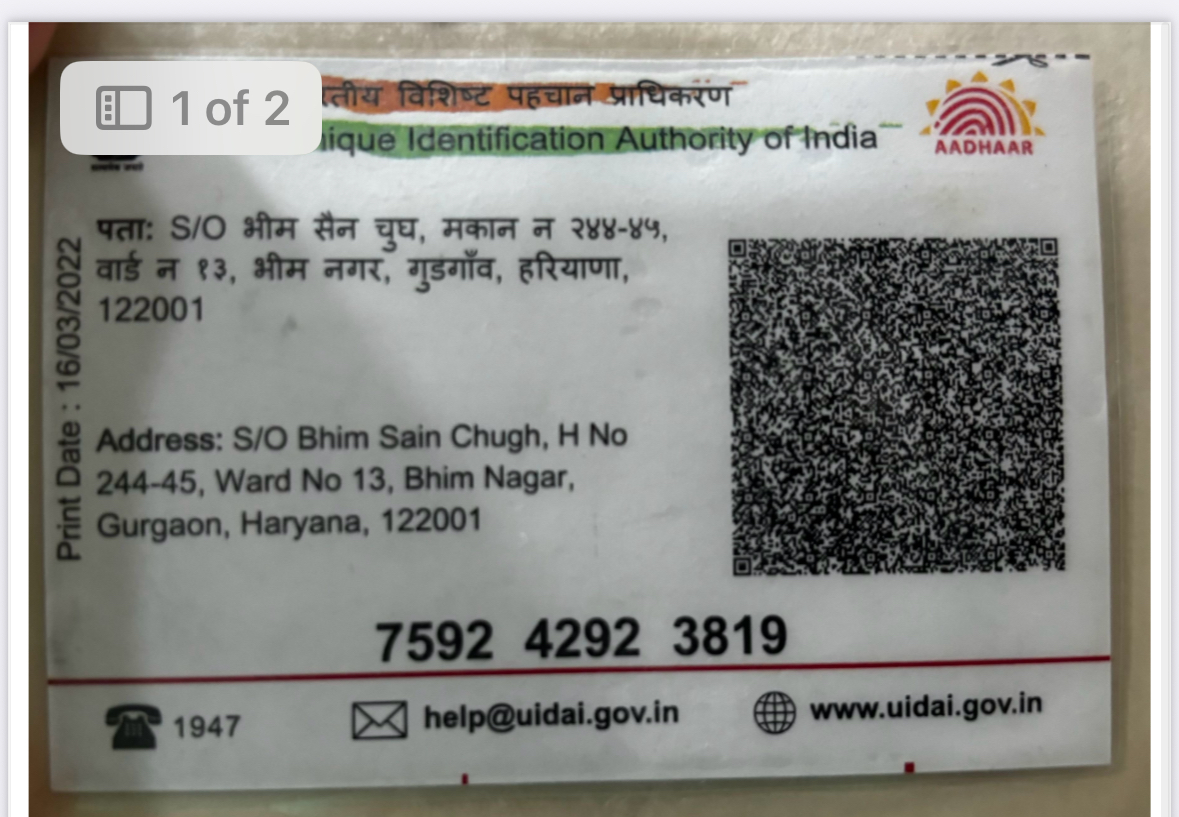 1 of 2
तीय विशिष्ट पहचान प्राधिकरण
nique Identification Authority of India
AADHAAR
Print Date : 16/03/2022
पता: S/O भीम सैन चुघ, मकान न २४४-४५,
वार्ड न १३, भीम नगर, गुडगाँव, हरियाणा,
122001
Address: S/O Bhim Sain Chugh, H No
244-45, Ward No 13, Bhim Nagar,
Gurgaon, Haryana, 122001
7592 4292 3819
1947
help@uidai.gov.in
www.uidai.gov.in